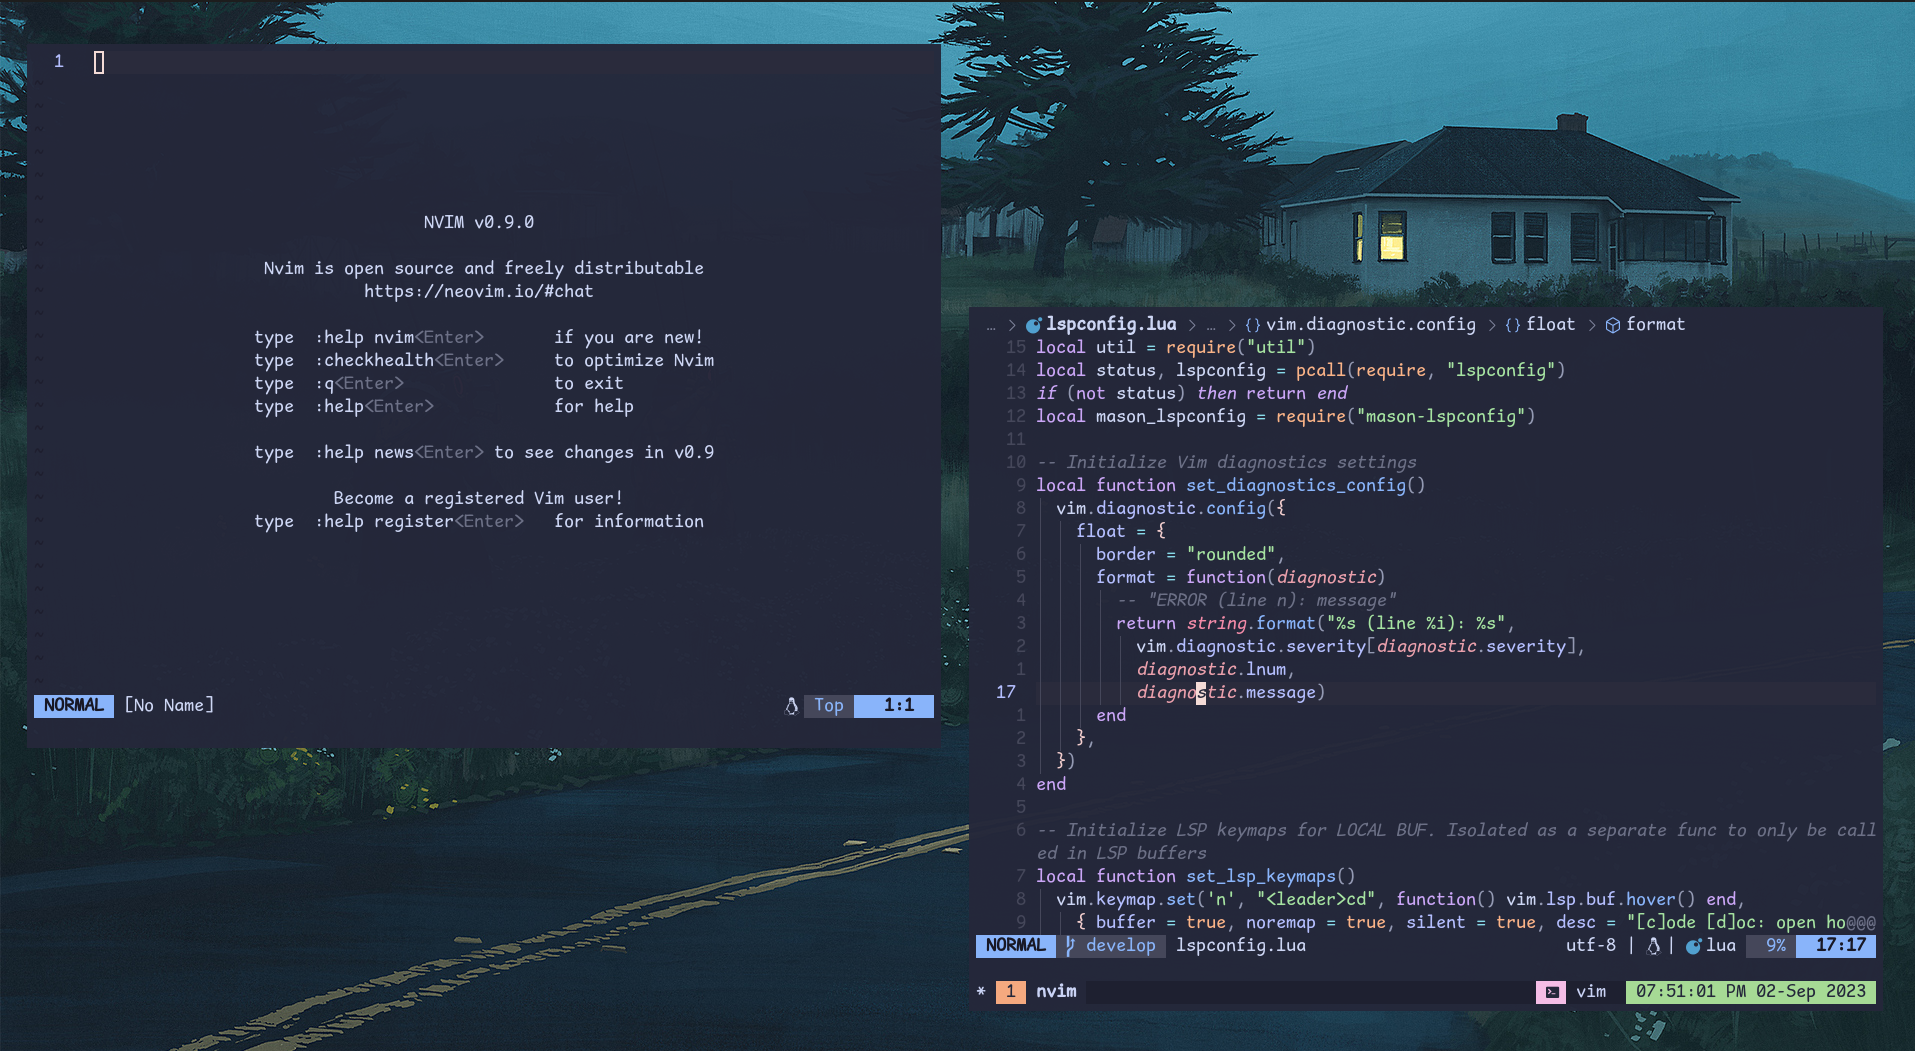 1
NVIM v0.9.0
Nvim is open source and freely distributable
https://neovim.io/#chat
type  :help nvim<Enter>       if you are new!
type  :checkhealth<Enter>     to optimize Nvim
type  :q<Enter>               to exit
type  :help<Enter>            for help
type  :help news<Enter> to see changes in v0.9
Become a registered Vim user!
type  :help register<Enter>   for information
NORMAL [No Name] Top 1:1
… > lspconfig.lua > … > {} vim.diagnostic.config > {} float > format
15 local util = require("util")
14 local status, lspconfig = pcall(require, "lspconfig")
13 if (not status) then return end
12 local mason_lspconfig = require("mason-lspconfig")
11
10 -- Initialize Vim diagnostics settings
9 local function set_diagnostics_config()
8   vim.diagnostic.config({
7     float = {
6       border = "rounded",
5       format = function(diagnostic)
4         -- "ERROR (line n): message"
3         return string.format("%s (line %i): %s",
2           vim.diagnostic.severity[diagnostic.severity],
1           diagnostic.lnum,
17           diagnostic.message)
1       end
2     },
3   })
4 end
5
6 -- Initialize LSP keymaps for LOCAL BUF. Isolated as a separate func to only be call
ed in LSP buffers
7 local function set_lsp_keymaps()
8   vim.keymap.set('n', "<leader>cd", function() vim.lsp.buf.hover() end,
9     { buffer = true, noremap = true, silent = true, desc = "[c]ode [d]oc: open ho@@@
NORMAL develop lspconfig.lua utf-8 | | lua 9% 17:17
* 1 nvim vim 07:51:01 PM 02-Sep 2023